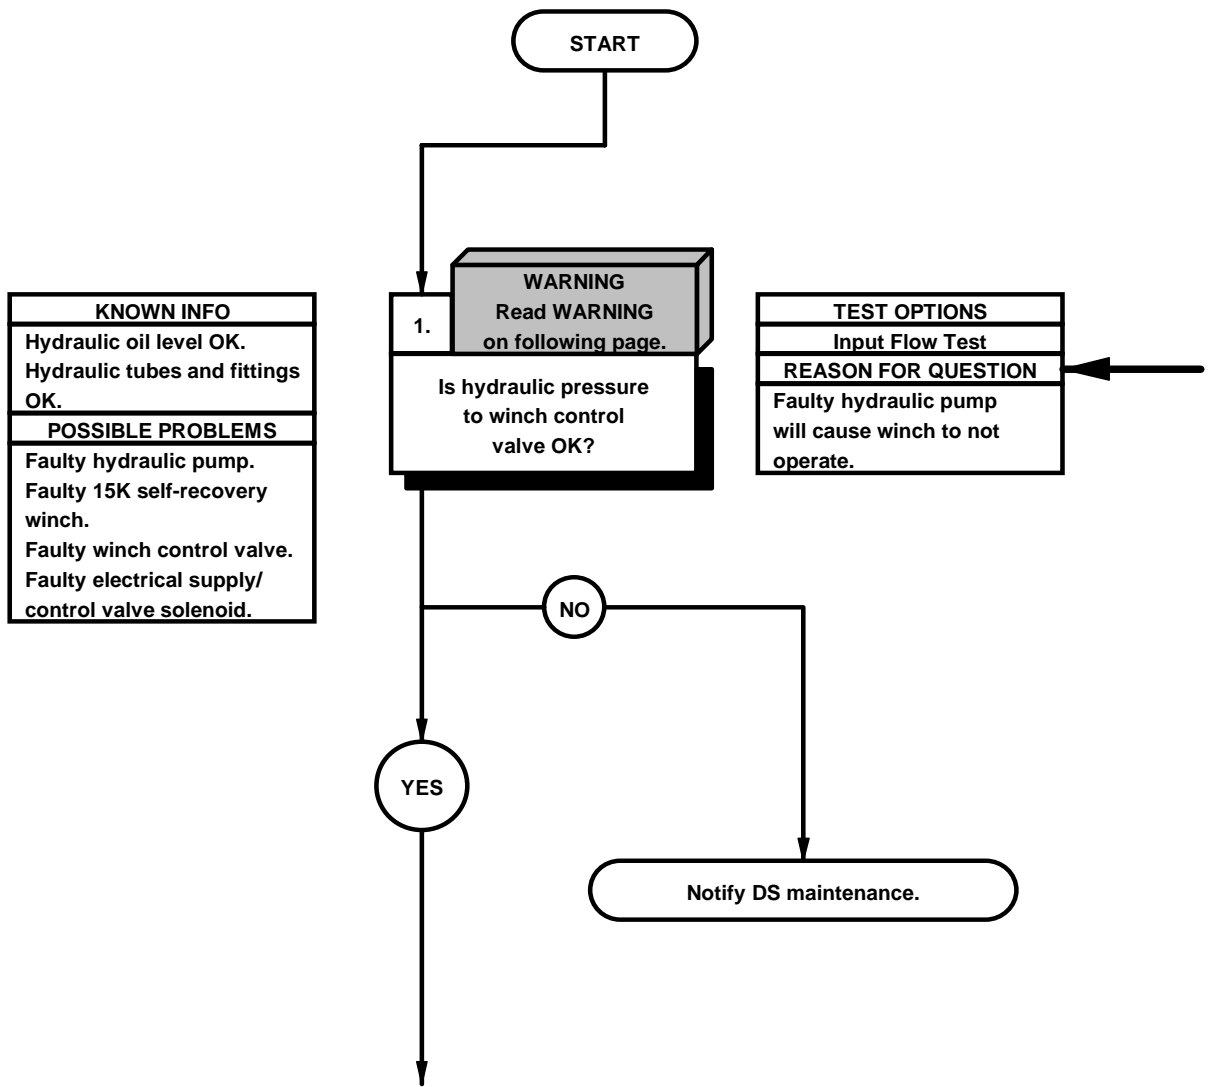 START
KNOWN INFO
Hydraulic oil level OK.
Hydraulic tubes and fittings
OK.
POSSIBLE PROBLEMS
Faulty hydraulic pump.
Faulty 15K self-recovery
winch.
Faulty winch control valve.
Faulty electrical supply/
control valve solenoid.
1.
WARNING
Read WARNING
on following page.
Is hydraulic pressure
to winch control
valve OK?
TEST OPTIONS
Input Flow Test
REASON FOR QUESTION
Faulty hydraulic pump
will cause winch to not
operate.
NO
YES
Notify DS maintenance.